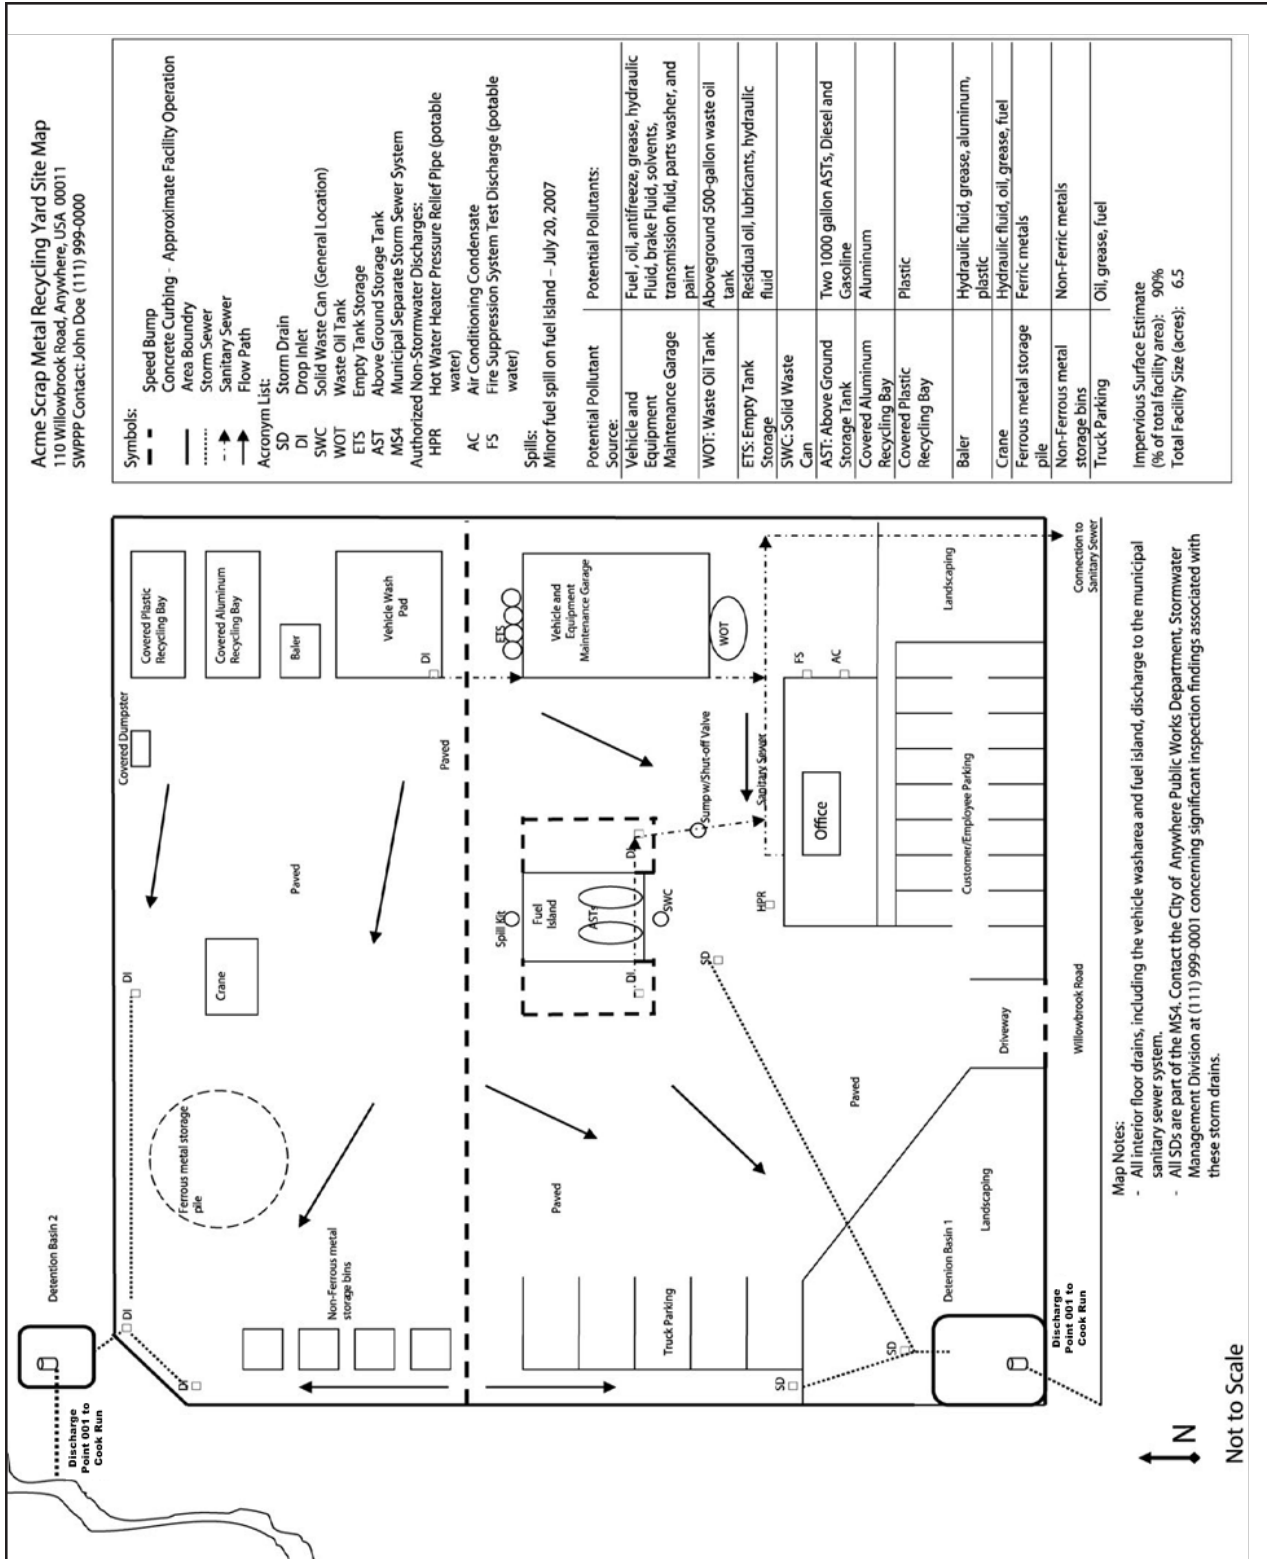 Acme Scrap Metal Recycling Yard Site Map
110 Willowbrook Road, Anywhere, USA 00011
SWPPP Contact: John Doe (111) 999-0000
Symbols:
Speed Bump
Concrete Curbing - Approximate Facility Operation
Area Boundry
Storm Sewer
Sanitary Sewer
Flow Path
Acronym List:
SD Storm Drain
DI Drop Inlet
SWC Solid Waste Can (General Location)
WOT Waste Oil Tank
ETS Empty Tank Storage
AST Above Ground Storage Tank
MS4 Municipal Separate Storm Sewer System
Authorized Non-Stormwater Discharges:
HPR Hot Water Heater Pressure Relief Pipe (potable
water)
AC Air Conditioning Condensate
FS Fire Suppression System Test Discharge (potable
water)
Spills:
Minor fuel spill on fuel island – July 20, 2007
Potential Pollutant Potential Pollutants:
Source:
Vehicle and Fuel, oil, antifreeze, grease, hydraulic
Equipment Fluid, brake Fluid, solvents,
Maintenance Garage transmission fluid, parts washer, and
paint
WOT: Waste Oil Tank Aboveground 500-gallon waste oil
tank
ETS: Empty Tank Residual oil, lubricants, hydraulic
Storage fluid
SWC: Solid Waste
Can
AST: Above Ground Two 1000 gallon ASTs, Diesel and
Storage Tank Gasoline
Covered Aluminum Aluminum
Recycling Bay
Covered Plastic Plastic
Recycling Bay
Baler Hydraulic fluid, grease, aluminum,
plastic
Crane Hydraulic fluid, oil, grease, fuel
Ferrous metal storage Ferric metals
pile
Non-Ferrous metal Non-Ferric metals
storage bins
Truck Parking Oil, grease, fuel
Impervious Surface Estimate
(% of total facility area): 90%
Total Facility Size (acres): 6.5
Detention Basin 2
Discharge
Point 001 to
Cook Run
DI
DI
DI
Covered Dumpster
Covered Plastic
Recycling Bay
Covered Aluminum
Recycling Bay
Baler
Vehicle Wash
Pad
DI
Crane
Ferrous metal storage
pile
Non-Ferrous metal
storage bins
Paved
Paved
ETS
Vehicle and
Equipment
Maintenance Garage
WOT
Spill Kit
Fuel
Island
ASTs
DI
DI
SWC
Sump w/Shut-off Valve
Sanitary Sewer
SD
HPR
FS
AC
Office
Paved
Truck Parking
SD
SD
Paved
Customer/Employee Parking
Landscaping
Detenion Basin 1
Landscaping
Driveway
Willowbrook Road
Connection to
Sanitary Sewer
Discharge
Point 001 to
Cook Run
Map Notes:
- All interior floor drains, including the vehicle washarea and fuel island, discharge to the municipal
sanitary sewer system.
- All SDs are part of the MS4. Contact the City of Anywhere Public Works Department, Stormwater
Management Division at (111) 999-0001 concerning significant inspection findings associated with
these storm drains.
N
Not to Scale